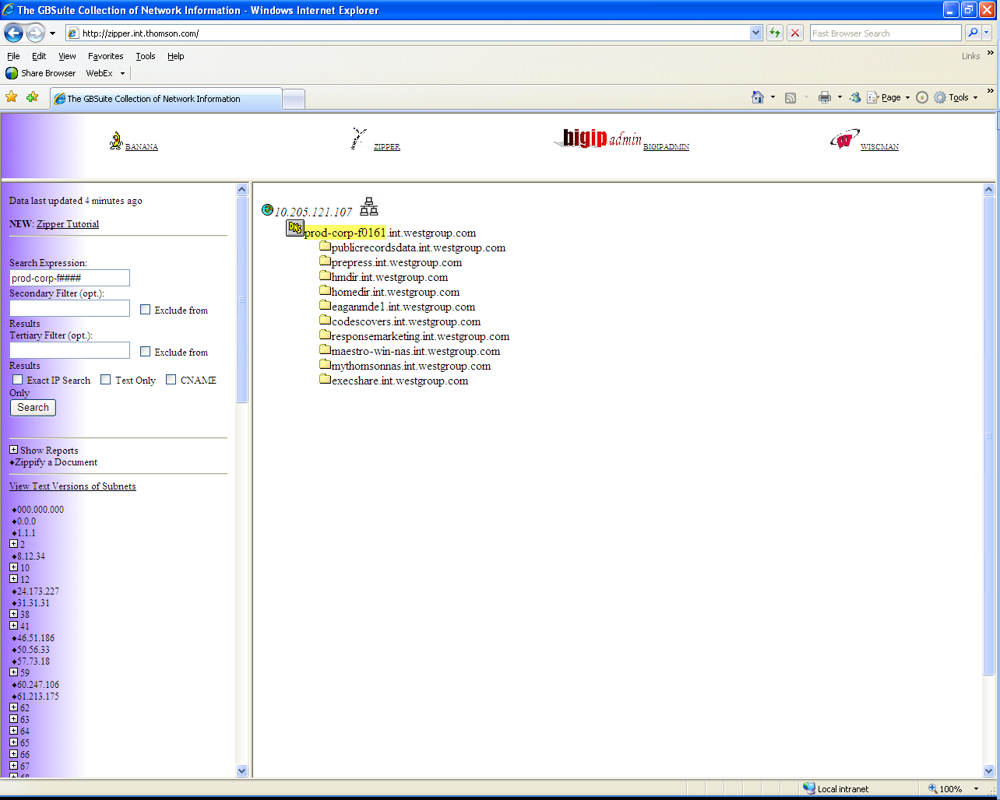 The GBSuite Collection of Network Information - Windows Internet Explorer
http://zipper.int.thomson.com/
Fast Browser Search
File Edit View Favorites Tools Help
Links »
Share Browser WebEx
The GBSuite Collection of Network Information
Page Tools »
BANANA
ZIPPER
bigip admin BIGIPADMIN
W WISCMAN
Data last updated 4 minutes ago
NEW: Zipper Tutorial
Search Expression:
prod-corp-f####
Secondary Filter (opt.):
Exclude from
Results
Tertiary Filter (opt.):
Exclude from
Results
Exact IP Search Text Only CNAME
Only
Search
Show Reports
♦Zippify a Document
View Text Versions of Subnets
♦000.000.000
♦0.0.0
♦1.1.1
2
♦8.12.34
10
12
♦24.173.227
♦31.31.31
38
41
♦46.51.186
♦50.56.33
♦57.73.18
59
♦60.247.106
♦61.213.175
62
63
64
65
66
67
68
10.205.121.107
DNS prod-corp-f0161.int.westgroup.com
publicrecordsdata.int.westgroup.com
prepress.int.westgroup.com
hmdir.int.westgroup.com
homedir.int.westgroup.com
eaganmde1.int.westgroup.com
codescovers.int.westgroup.com
responsemarketing.int.westgroup.com
maestro-win-nas.int.westgroup.com
mythomsonnas.int.westgroup.com
execshare.int.westgroup.com
Local intranet
100%